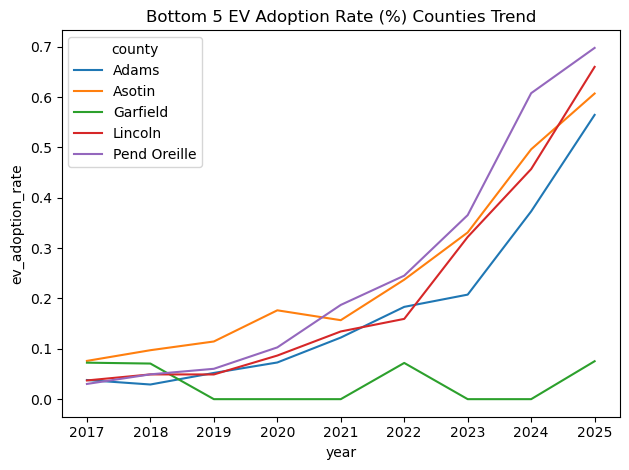 Bottom 5 EV Adoption Rate (%) Counties Trend
county
Adams
Asotin
Garfield
Lincoln
Pend Oreille
ev_adoption_rate
0.7
0.6
0.5
0.4
0.3
0.2
0.1
0.0
2017 2018 2019 2020 2021 2022 2023 2024 2025
year